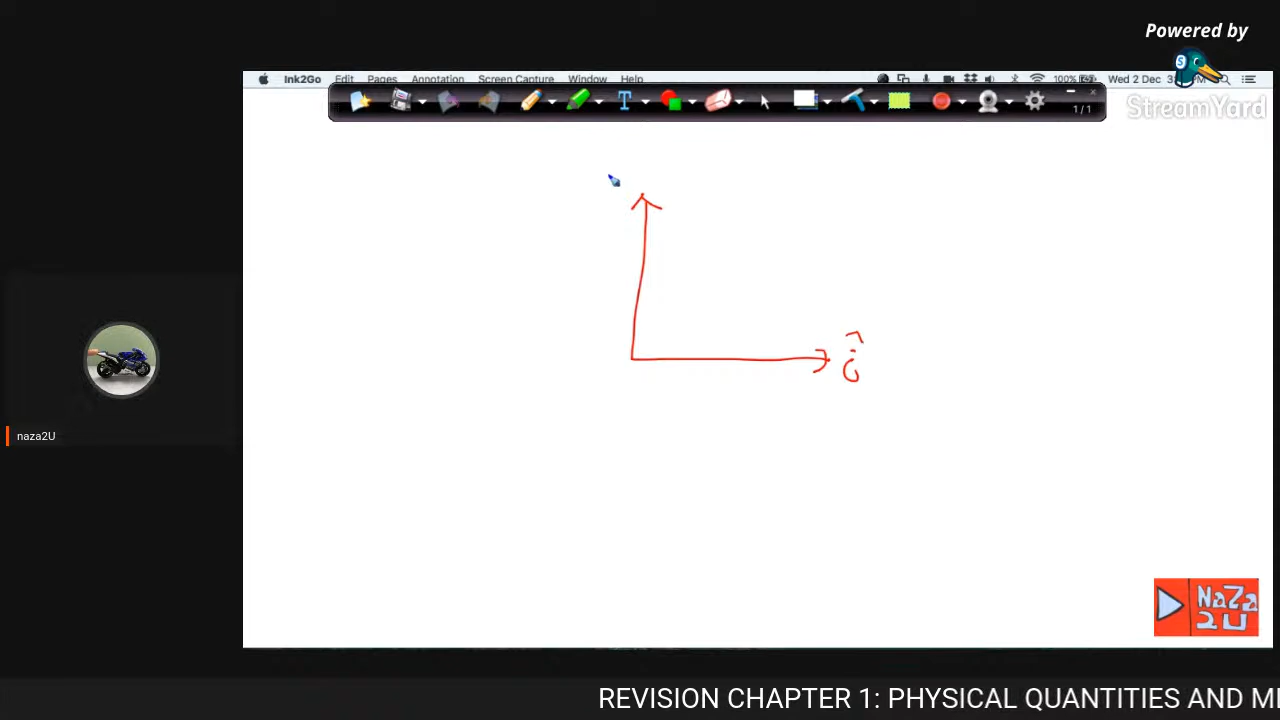 Powered by
StreamYard
Ink2Go Edit Pages Annotation Screen Capture Window Help 100% Wed 2 Dec
1/1
î
naza2U
NaZa
2U
REVISION CHAPTER 1: PHYSICAL QUANTITIES AND M